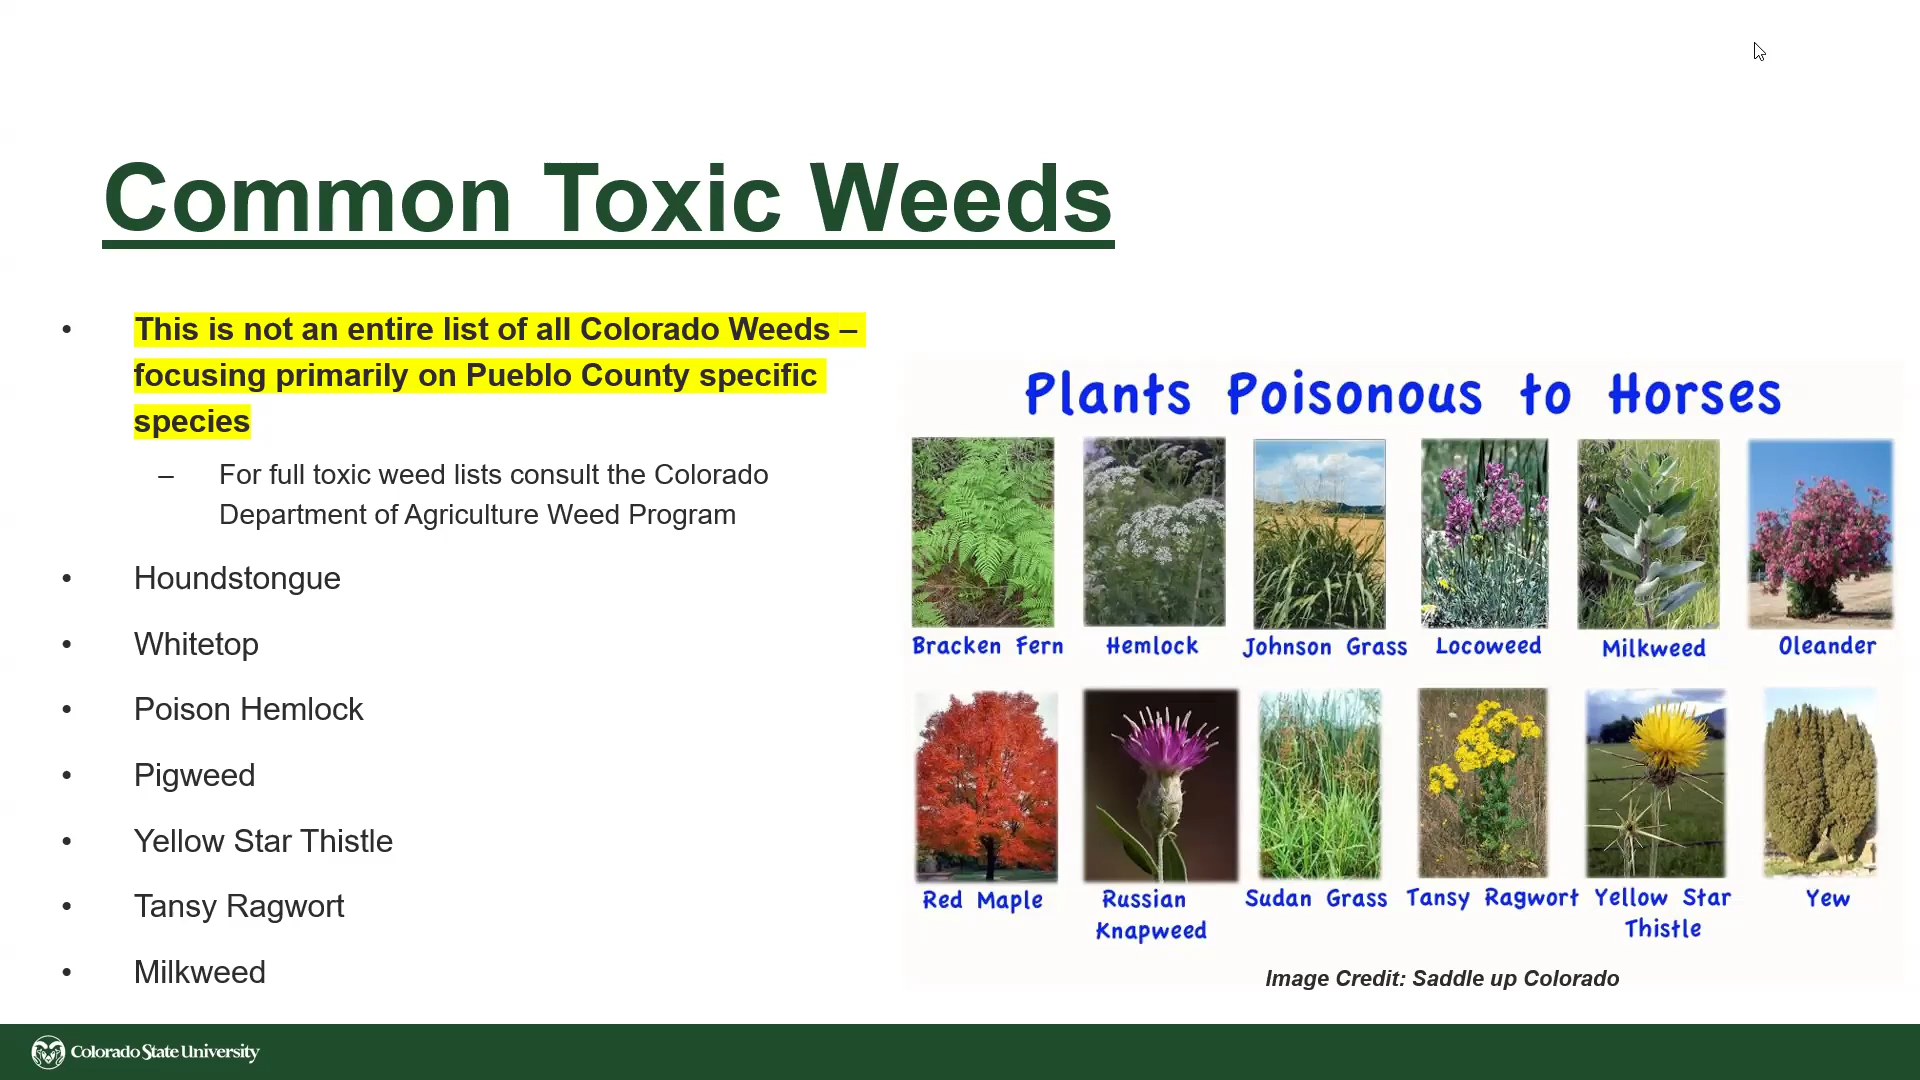 Common Toxic Weeds
• This is not an entire list of all Colorado Weeds –
focusing primarily on Pueblo County specific
species
– For full toxic weed lists consult the Colorado
Department of Agriculture Weed Program
• Houndstongue
• Whitetop
• Poison Hemlock
• Pigweed
• Yellow Star Thistle
• Tansy Ragwort
• Milkweed
Plants Poisonous to Horses
Bracken Fern
Hemlock
Johnson Grass
Locoweed
Milkweed
Oleander
Red Maple
Russian
Knapweed
Sudan Grass
Tansy Ragwort
Yellow Star
Thistle
Yew
Image Credit: Saddle up Colorado
Colorado State University